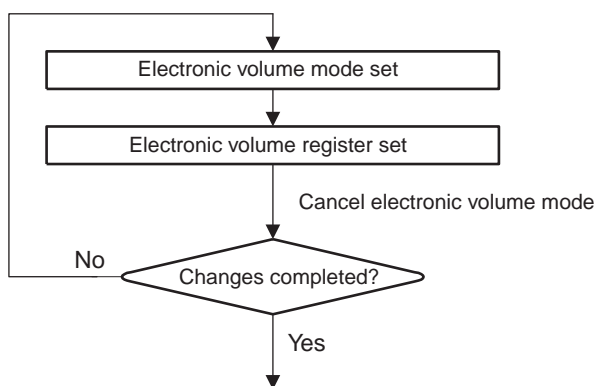 Electronic volume mode set
Electronic volume register set
Cancel electronic volume mode
No
Changes completed?
Yes